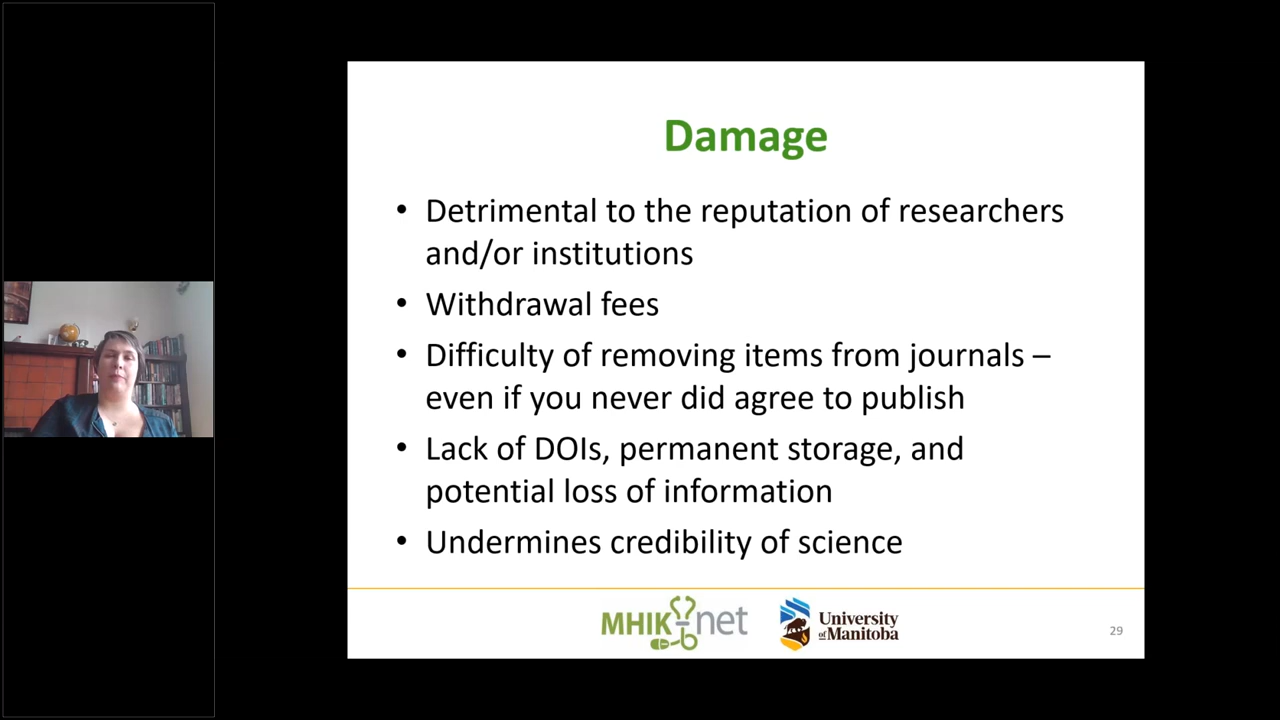 Damage
• Detrimental to the reputation of researchers
and/or institutions
• Withdrawal fees
• Difficulty of removing items from journals –
even if you never did agree to publish
• Lack of DOIs, permanent storage, and
potential loss of information
• Undermines credibility of science
MHIKnet
University
of Manitoba
29